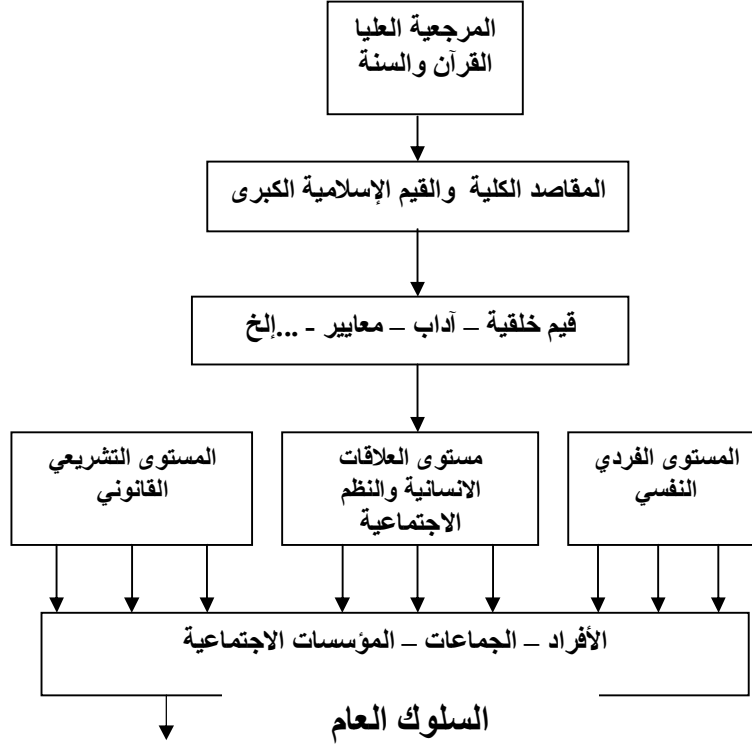 المرجعية العليا
القرآن والسنة
المقاصد الكلية والقيم الإسلامية الكبرى
قيم خلقية – آداب – معايير - ...إلخ
المستوى الفردي
النفسي
مستوى العلاقات
الانسانية والنظم
الاجتماعية
المستوى التشريعي
القانوني
الأفراد – الجماعات – المؤسسات الاجتماعية
السلوك العام